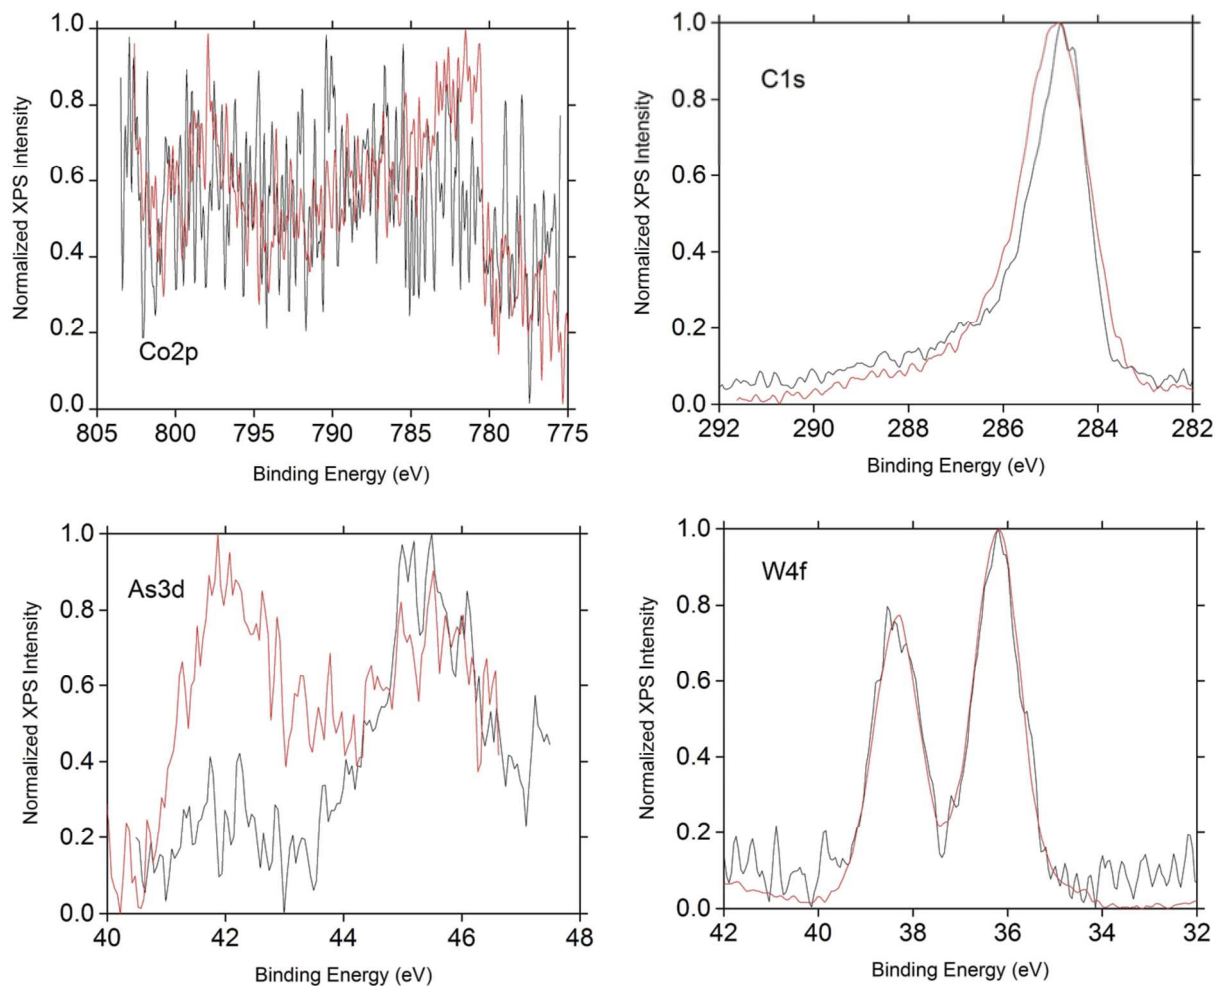 1.0
0.8
0.6
0.4
0.2
0.0
Normalized XPS Intensity
Co2p
805 800 795 790 785 780 775
Binding Energy (eV)
1.0
0.8
0.6
0.4
0.2
0.0
Normalized XPS Intensity
C1s
292 290 288 286 284 282
Binding Energy (eV)
1.0
0.8
0.6
0.4
0.2
0.0
Normalized XPS Intensity
As3d
40 42 44 46 48
Binding Energy (eV)
1.0
0.8
0.6
0.4
0.2
0.0
Normalized XPS Intensity
W4f
42 40 38 36 34 32
Binding Energy (eV)